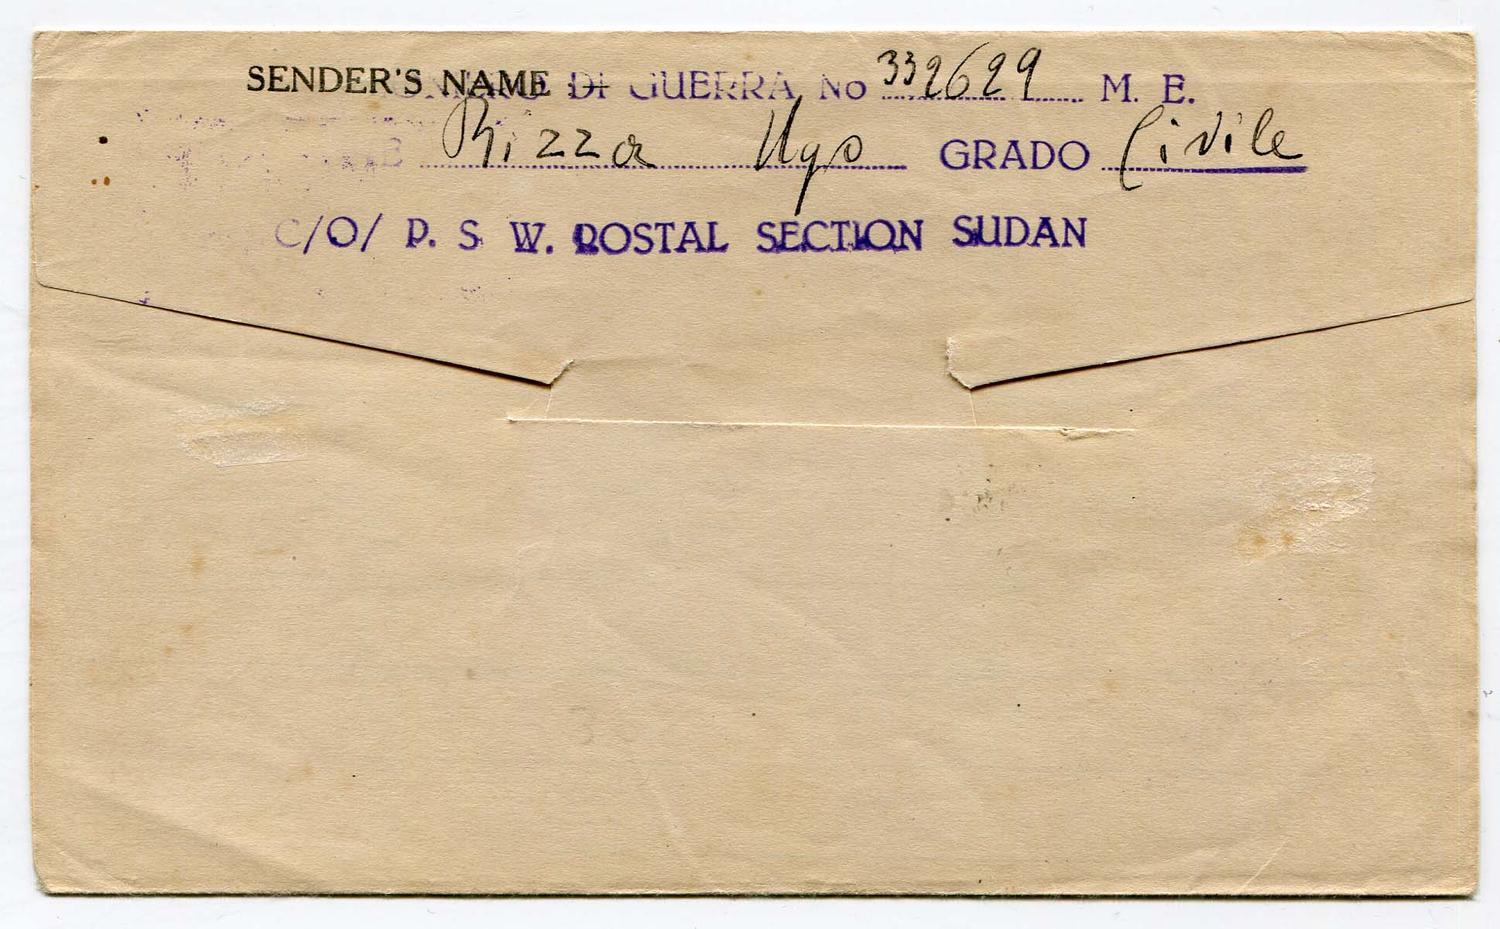 SENDER'S NAME DI GUERRA No 332629 M. E.
Rizza Ugo GRADO Civile
C/O/ P. S. W. POSTAL SECTION SUDAN